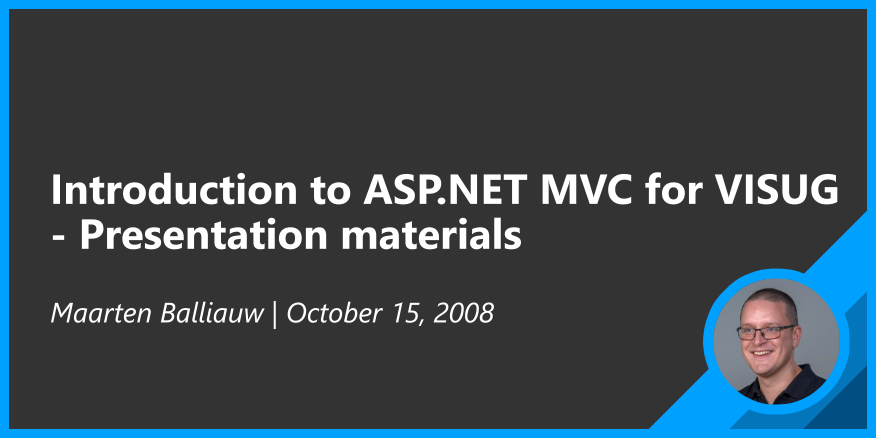 Introduction to ASP.NET MVC for VISUG
- Presentation materials
Maarten Balliauw | October 15, 2008